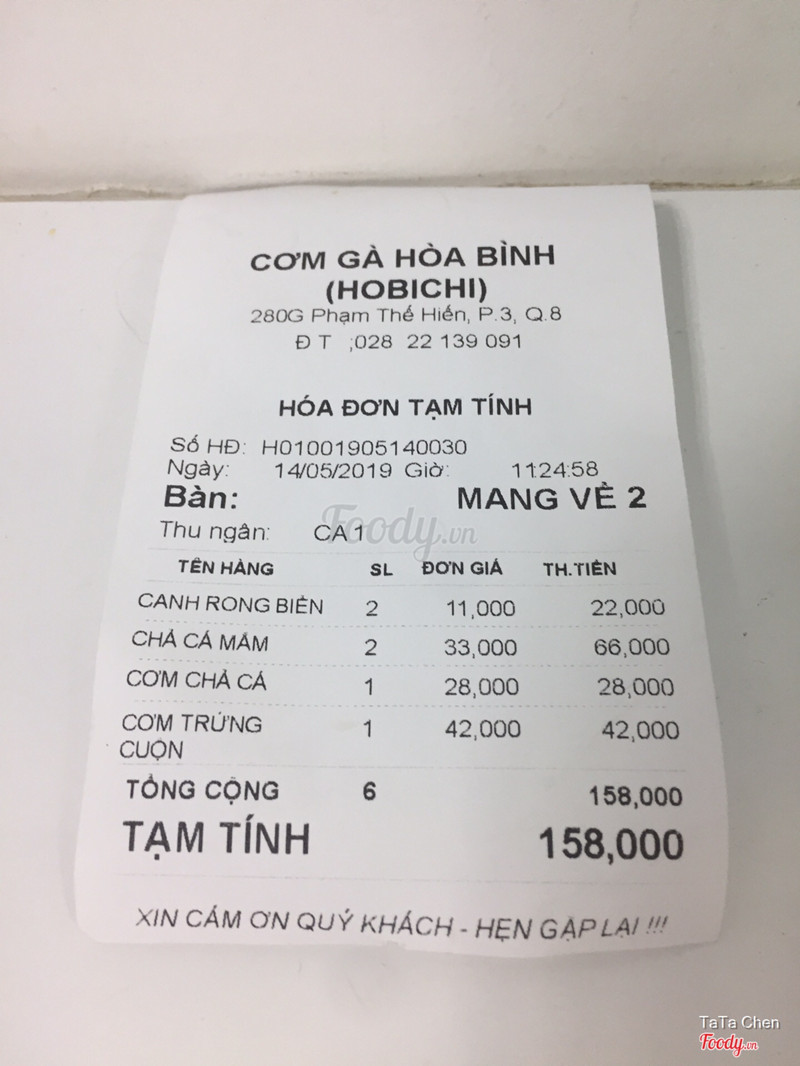 CƠM GÀ HÒA BÌNH
(HOBICHI)
280G Phạm Thế Hiển, P.3, Q.8
Đ T ;028 22 139 091
HÓA ĐƠN TẠM TÍNH
Số HĐ: H01001905140030
Ngày: 14/05/2019 Giờ: 1124:58
Bàn: MANG VỀ 2
Thu ngân: CA 1
Foody.vn
TÊN HÀNG SL ĐƠN GIÁ TH.TIỀN
CANH RONG BIỂN 2 11,000 22,000
CHẢ CÁ MẮM 2 33,000 66,000
CƠM CHẢ CÁ 1 28,000 28,000
CƠM TRỨNG 1 42,000 42,000
CUỘN
TỔNG CỘNG 6 158,000
TẠM TÍNH 158,000
XIN CÁM ƠN QUÝ KHÁCH - HẸN GẶP LẠI !!!
TaTa Chen
Foody.vn